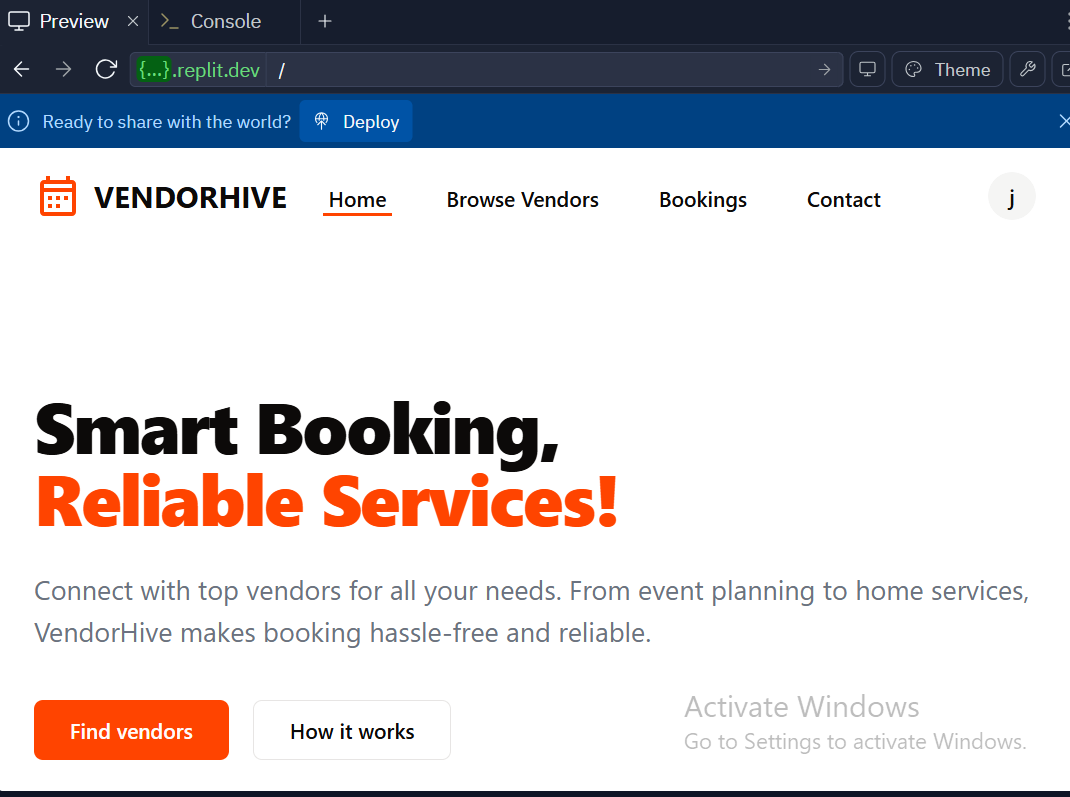 Preview
Console
{...}.replit.dev /
Theme
Ready to share with the world? Deploy
VENDORHIVE Home Browse Vendors Bookings Contact j
Smart Booking,
Reliable Services!
Connect with top vendors for all your needs. From event planning to home services,
VendorHive makes booking hassle-free and reliable.
Find vendors How it works
Activate Windows
Go to Settings to activate Windows.